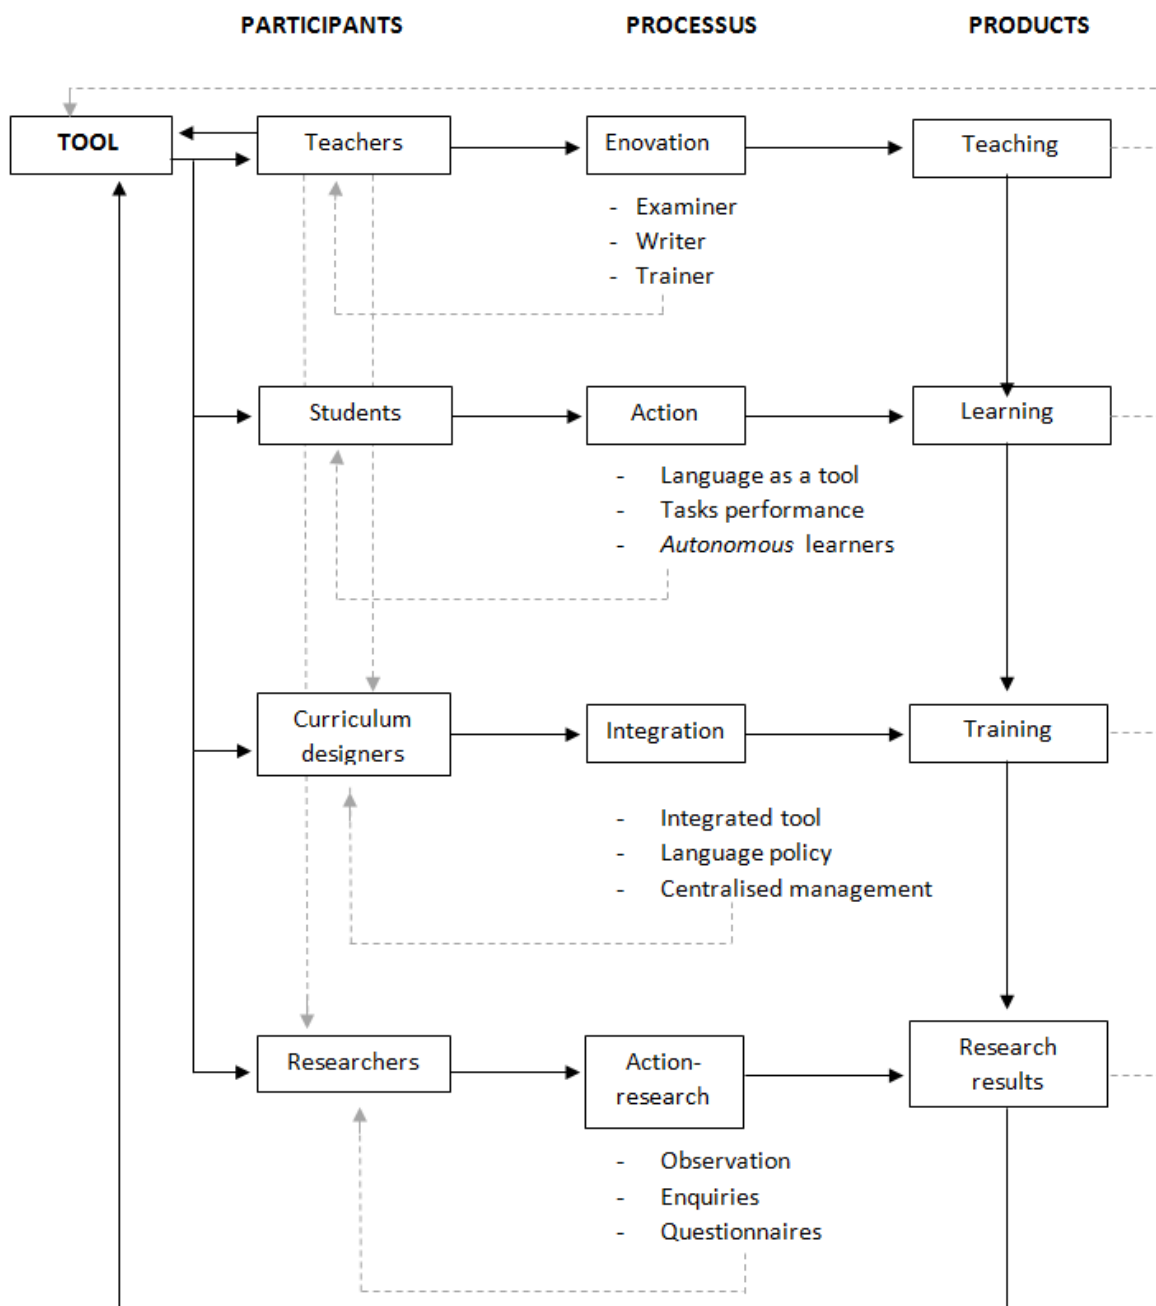 PARTICIPANTS PROCESSUS PRODUCTS
TOOL Teachers Enovation Teaching
- Examiner
- Writer
- Trainer
Students Action Learning
- Language as a tool
- Tasks performance
- Autonomous learners
Curriculum
designers
Integration
Training
- Integrated tool
- Language policy
- Centralised management
Researchers
Action-
research
Research
results
- Observation
- Enquiries
- Questionnaires